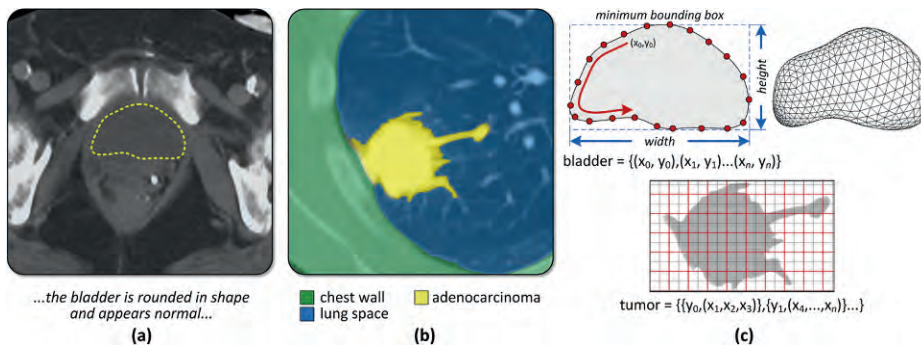 ...the bladder is rounded in shape
and appears normal...
(a)
chest wall
adenocarcinoma
lung space
(b)
minimum bounding box
(x₀,y₀)
height
width
bladder = {(x₀, y₀),(x₁, y₁)...(xₙ, yₙ)}
tumor = {{y₀,(x₁,x₂,x₃)},{y₁,(x₄,...,xₙ)}...}
(c)